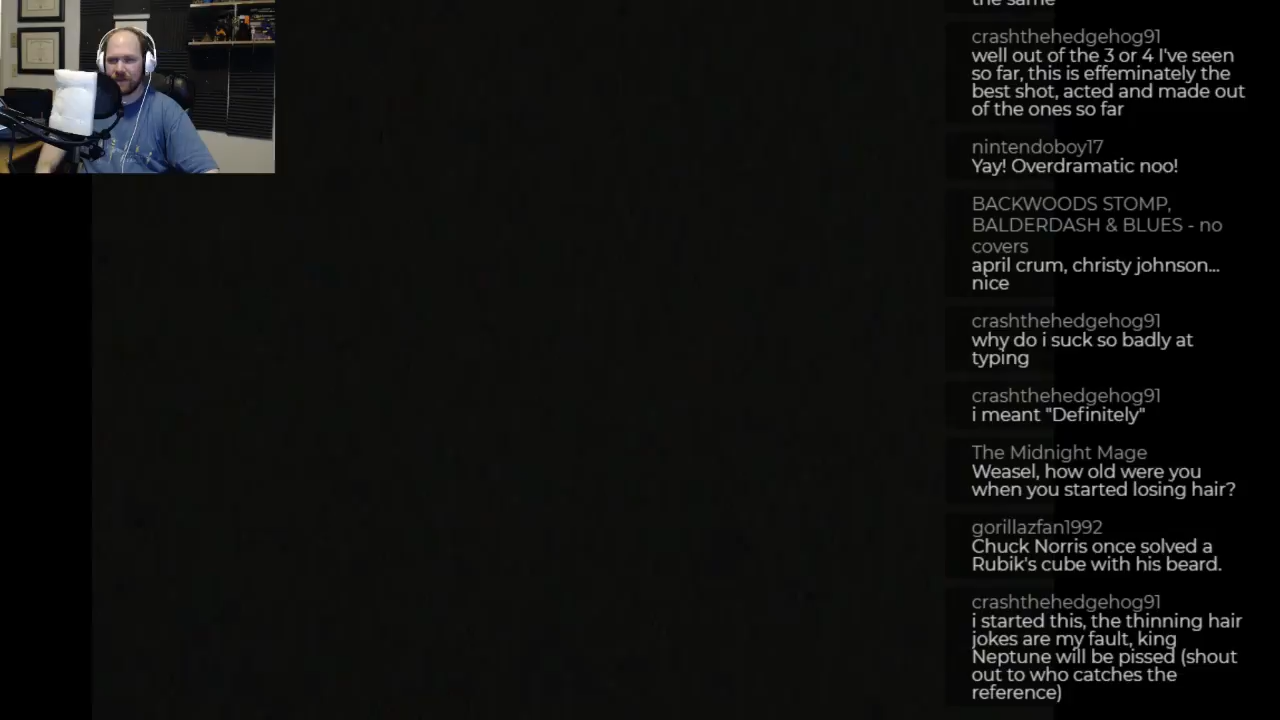 the same
crashthehedgehog91
well out of the 3 or 4 I've seen
so far, this is effeminately the
best shot, acted and made out
of the ones so far
nintendoboy17
Yay! Overdramatic noo!
BACKWOODS STOMP,
BALDERDASH & BLUES - no
covers
april crum, christy johnson...
nice
crashthehedgehog91
why do i suck so badly at
typing
crashthehedgehog91
i meant "Definitely"
The Midnight Mage
Weasel, how old were you
when you started losing hair?
gorillazfan1992
Chuck Norris once solved a
Rubik's cube with his beard.
crashthehedgehog91
i started this, the thinning hair
jokes are my fault, king
Neptune will be pissed (shout
out to who catches the
reference)